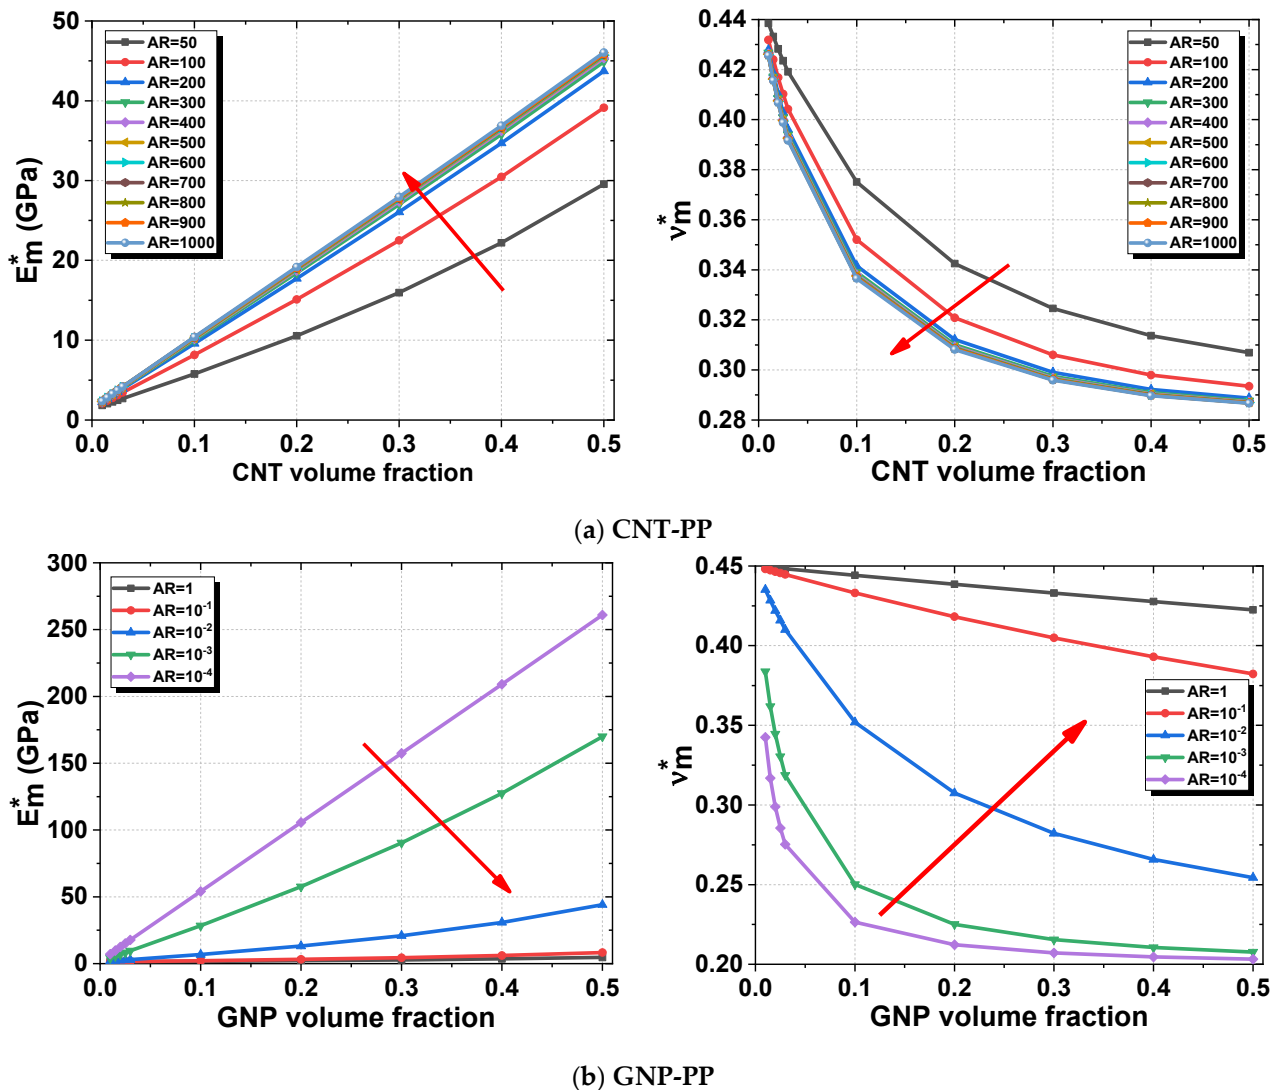 50
40
30
20
10
0
E*m (GPa)
AR=50
AR=100
AR=200
AR=300
AR=400
AR=500
AR=600
AR=700
AR=800
AR=900
AR=1000
0.0 0.1 0.2 0.3 0.4 0.5
CNT volume fraction
0.44
0.42
0.40
0.38
0.36
0.34
0.32
0.30
0.28
ν*m
AR=50
AR=100
AR=200
AR=300
AR=400
AR=500
AR=600
AR=700
AR=800
AR=900
AR=1000
0.0 0.1 0.2 0.3 0.4 0.5
CNT volume fraction
(a) CNT-PP
300
250
200
150
100
50
0
E*m (GPa)
AR=1
AR=10-1
AR=10-2
AR=10-3
AR=10-4
0.0 0.1 0.2 0.3 0.4 0.5
GNP volume fraction
0.45
0.40
0.35
0.30
0.25
0.20
ν*m
AR=1
AR=10-1
AR=10-2
AR=10-3
AR=10-4
0.0 0.1 0.2 0.3 0.4 0.5
GNP volume fraction
(b) GNP-PP